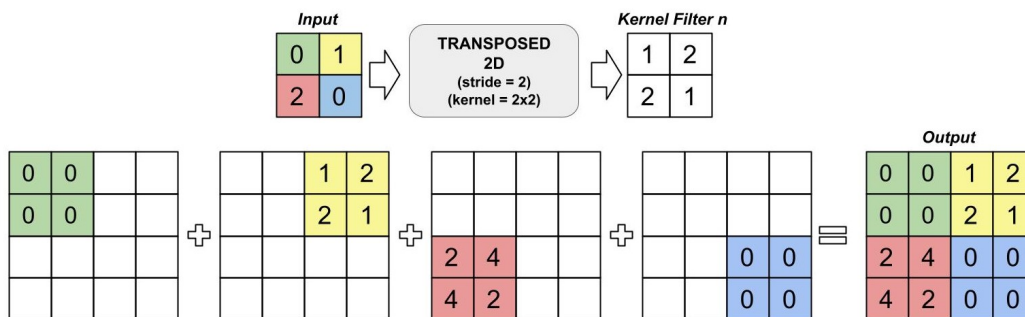 Input
Kernel Filter n
0 1
2 0
TRANSPOSED
2D
(stride = 2)
(kernel = 2x2)
1 2
2 1
Output
0 0
0 0
1 2
2 1
2 4
4 2
0 0
0 0
0 0 1 2
0 0 2 1
2 4 0 0
4 2 0 0